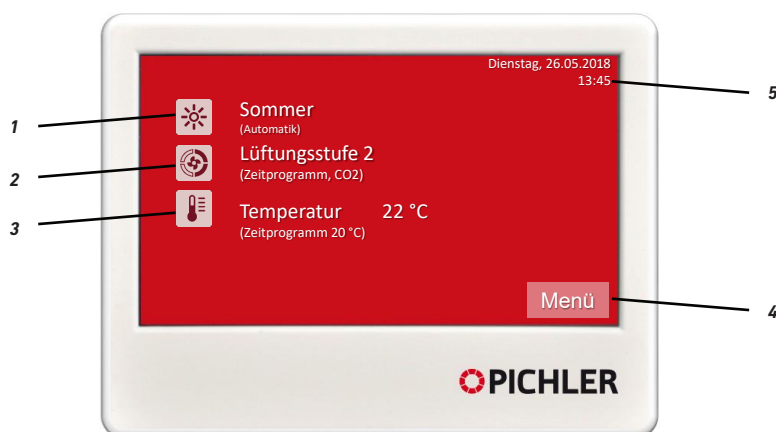 Dienstag, 26.05.2018
13:45
5
1
Sommer
(Automatik)
2
Lüftungsstufe 2
(Zeitprogramm, CO2)
3
Temperatur 22 °C
(Zeitprogramm 20 °C)
Menü
4
PICHLER